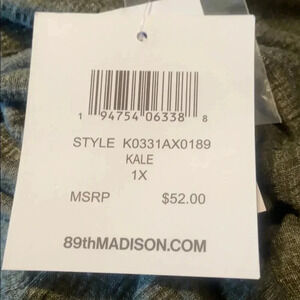 1 94754 06338 8
STYLE K0331AX0189
KALE
1X
MSRP $52.00
89thMADISON.COM